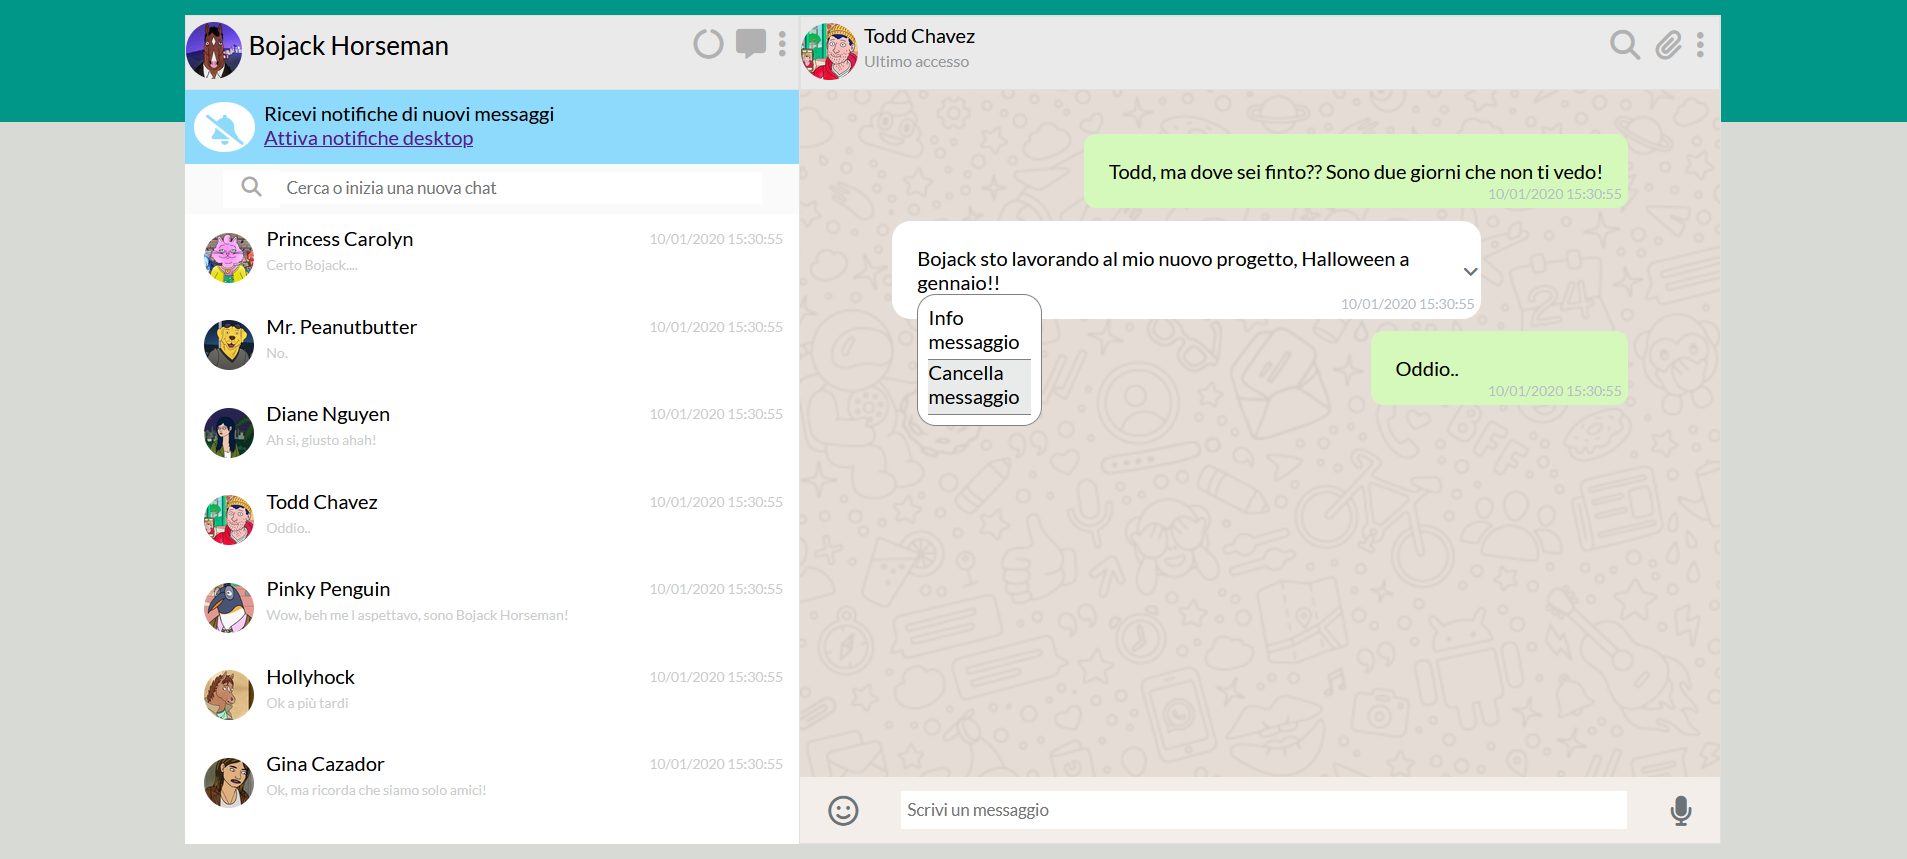 Bojack Horseman
Ricevi notifiche di nuovi messaggi
Attiva notifiche desktop
Cerca o inizia una nuova chat
Princess Carolyn 10/01/2020 15:30:55
Certo Bojack....
Mr. Peanutbutter 10/01/2020 15:30:55
No.
Diane Nguyen 10/01/2020 15:30:55
Ah si, giusto ahah!
Todd Chavez 10/01/2020 15:30:55
Oddio..
Pinky Penguin 10/01/2020 15:30:55
Wow, beh me l aspettavo, sono Bojack Horseman!
Hollyhock 10/01/2020 15:30:55
Ok a più tardi
Gina Cazador 10/01/2020 15:30:55
Ok, ma ricorda che siamo solo amici!
Todd Chavez
Ultimo accesso
Todd, ma dove sei finto?? Sono due giorni che non ti vedo!
10/01/2020 15:30:55
Bojack sto lavorando al mio nuovo progetto, Halloween a
gennaio!!
10/01/2020 15:30:55
Info
messaggio
Cancella
messaggio
Oddio..
10/01/2020 15:30:55
Scrivi un messaggio